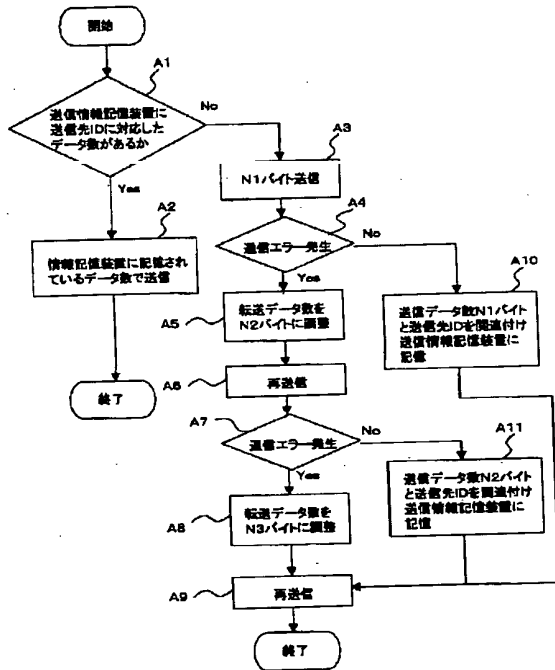 開始
A1
送信情報記憶装置に
送信先IDに対応した
データ数があるか
No
Yes
A2
情報記憶装置に記憶され
ているデータ数で送信
終了
A3
N1バイト送信
A4
通信エラー発生
No
Yes
A5
転送データ数を
N2バイトに調整
A10
送信データ数N1バイト
と送信先IDを関連付け
送信情報記憶装置に
記憶
A6
再送信
A7
通信エラー発生
No
Yes
A11
送信データ数N2バイト
と送信先IDを関連付け
送信情報記憶装置に
記憶
A8
転送データ数を
N3バイトに調整
A9
再送信
終了